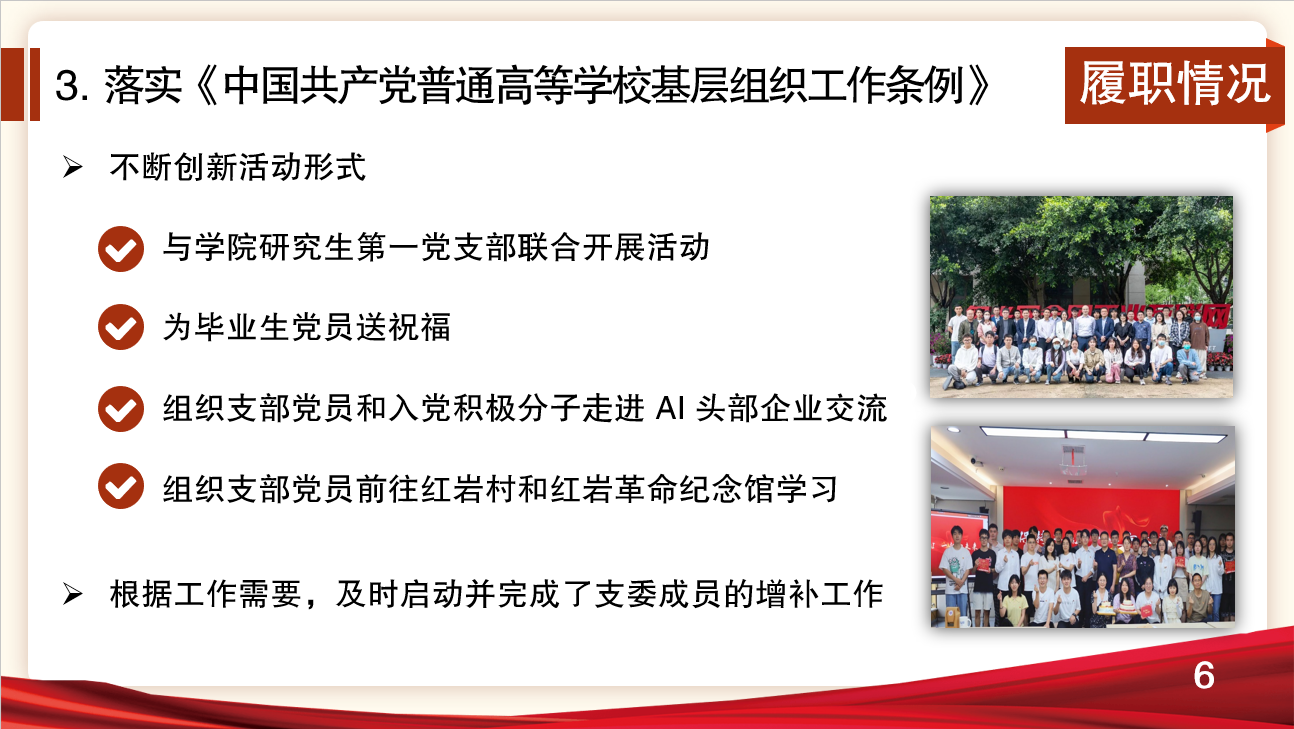 3. 落实《中国共产党普通高等学校基层组织工作条例》
履职情况
不断创新活动形式
与学院研究生第一党支部联合开展活动
为毕业生党员送祝福
组织支部党员和入党积极分子走进 AI 头部企业交流
组织支部党员前往红岩村和红岩革命纪念馆学习
根据工作需要，及时启动并完成了支委成员的增补工作
6